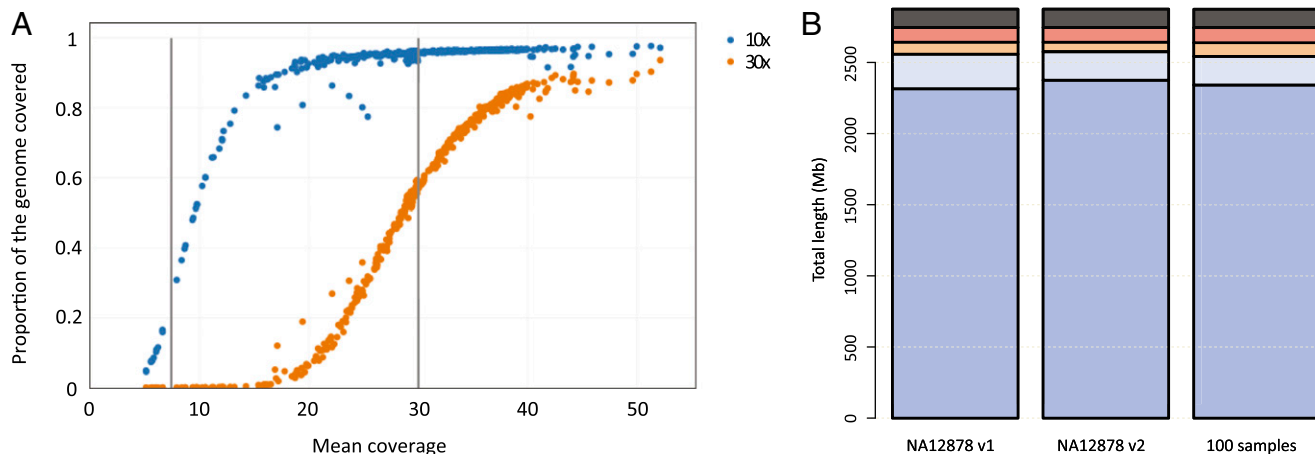 A
Proportion of the genome covered
1
0.8
0.6
0.4
0.2
0
0 10 20 30 40 50
Mean coverage
10x
30x
B
Total length (Mb)
2500
2000
1500
1000
500
0
NA12878 v1 NA12878 v2 100 samples